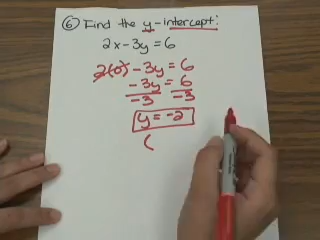 6 Find the y-intercept:
2x-3y=6
2(0)-3y=6
-3y = 6
-3 -3
y = -2
(